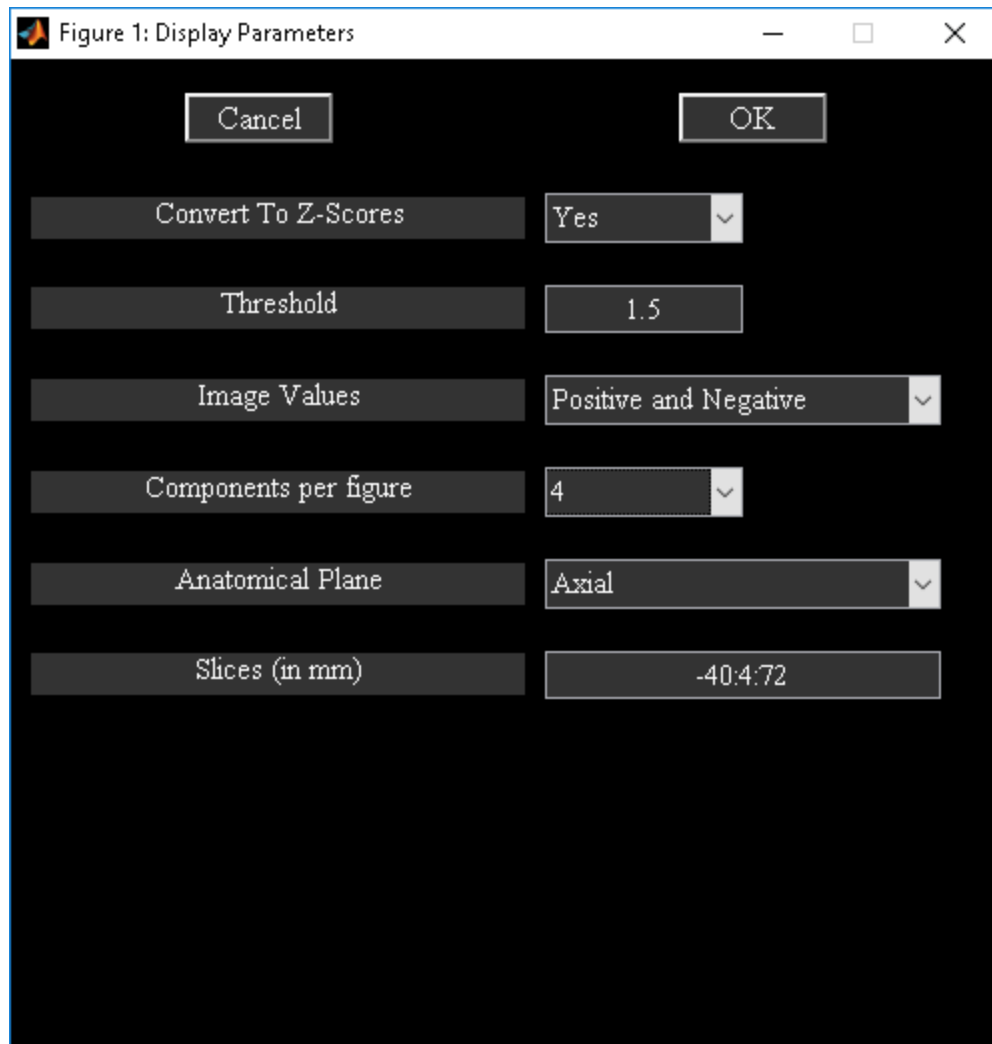 Figure 1: Display Parameters
Cancel OK
Convert To Z-Scores Yes
Threshold 1.5
Image Values Positive and Negative
Components per figure 4
Anatomical Plane Axial
Slices (in mm) -40:4:72